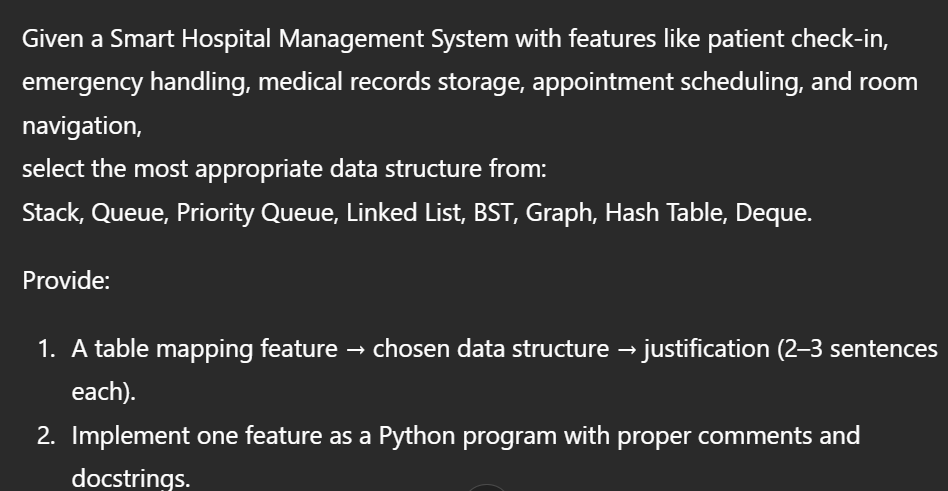 Given a Smart Hospital Management System with features like patient check-in,
emergency handling, medical records storage, appointment scheduling, and room
navigation,
select the most appropriate data structure from:
Stack, Queue, Priority Queue, Linked List, BST, Graph, Hash Table, Deque.
Provide:
1. A table mapping feature → chosen data structure → justification (2–3 sentences
each).
2. Implement one feature as a Python program with proper comments and
docstrings.